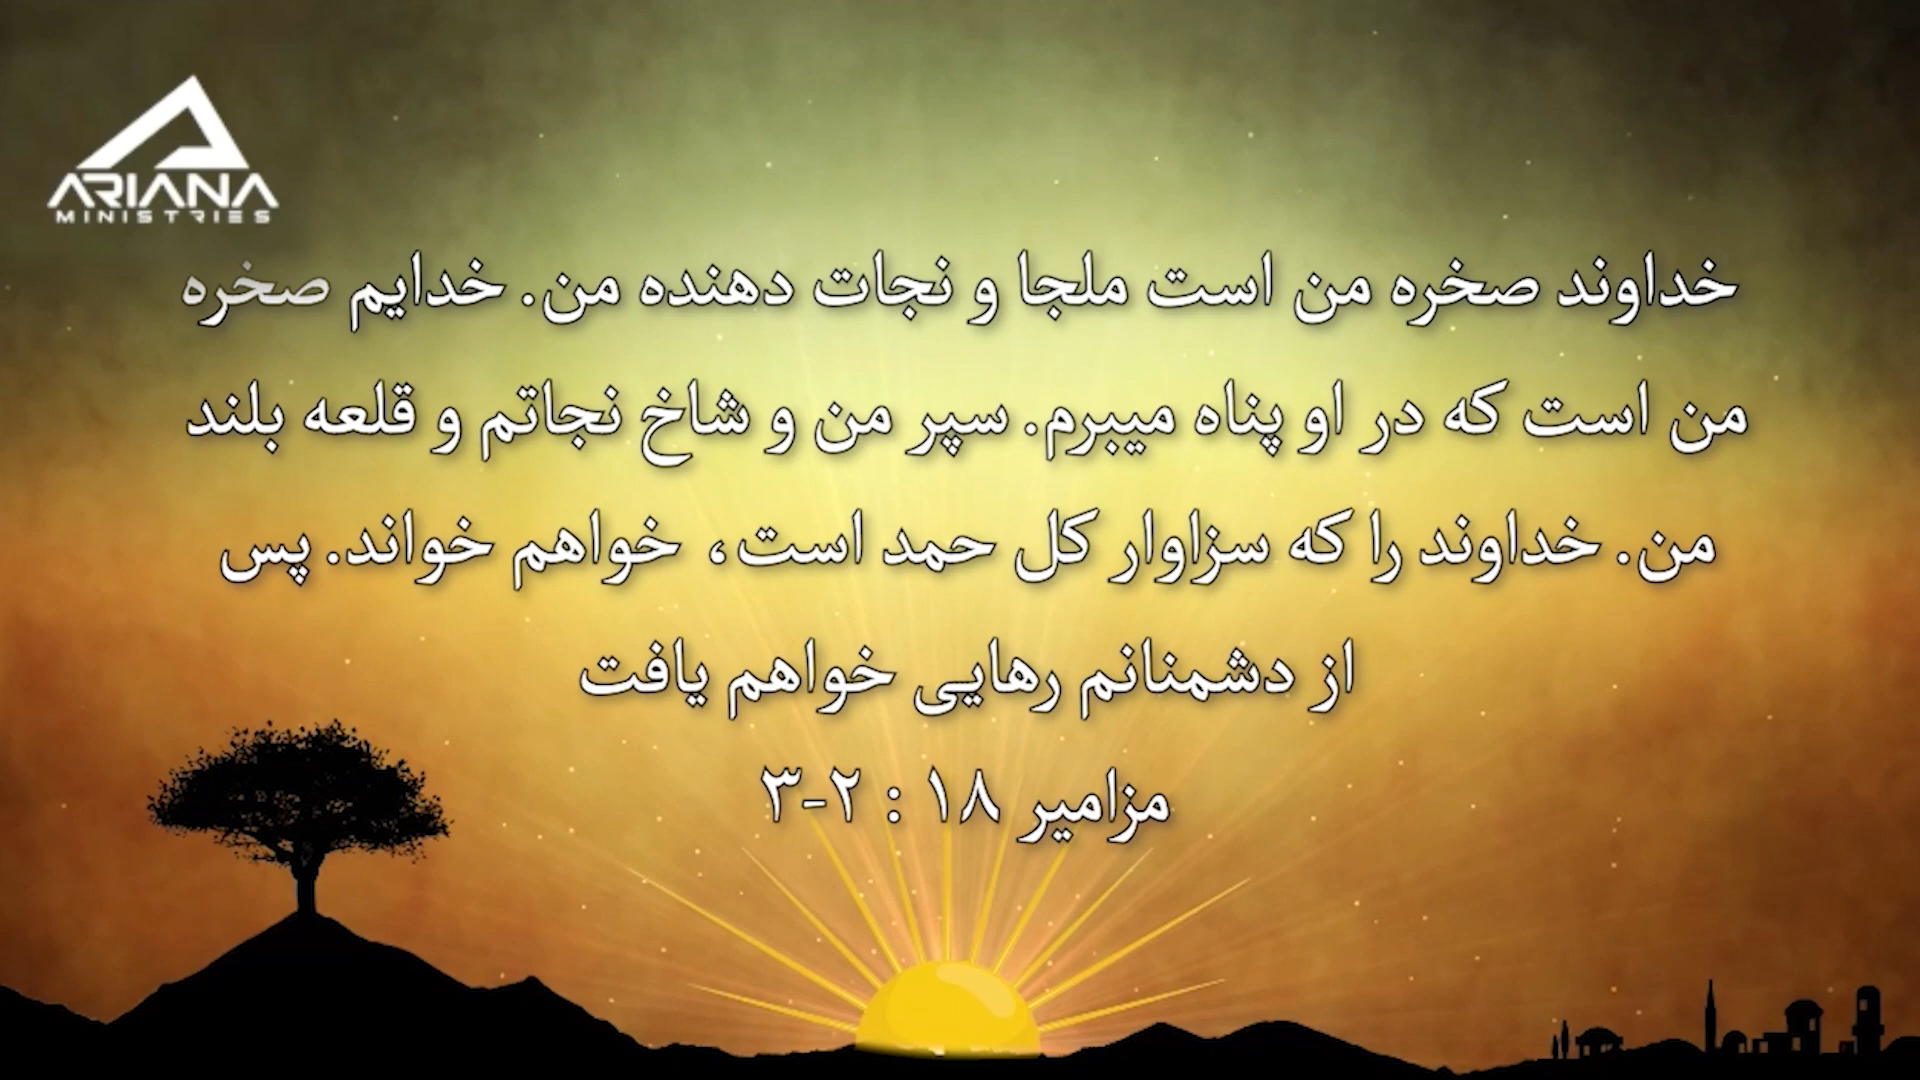 ARIANA
MINISTRIES
خداوند صخره من است ملجا و نجات دهنده من. خدایم صخره
من است که در او پناه میبرم. سپر من و شاخ نجاتم و قلعه بلند
من. خداوند را که سزاوار کل حمد است، خواهم خواند. پس
از دشمنانم رهایی خواهم یافت
مزامیر ۱۸ : ۲-۳